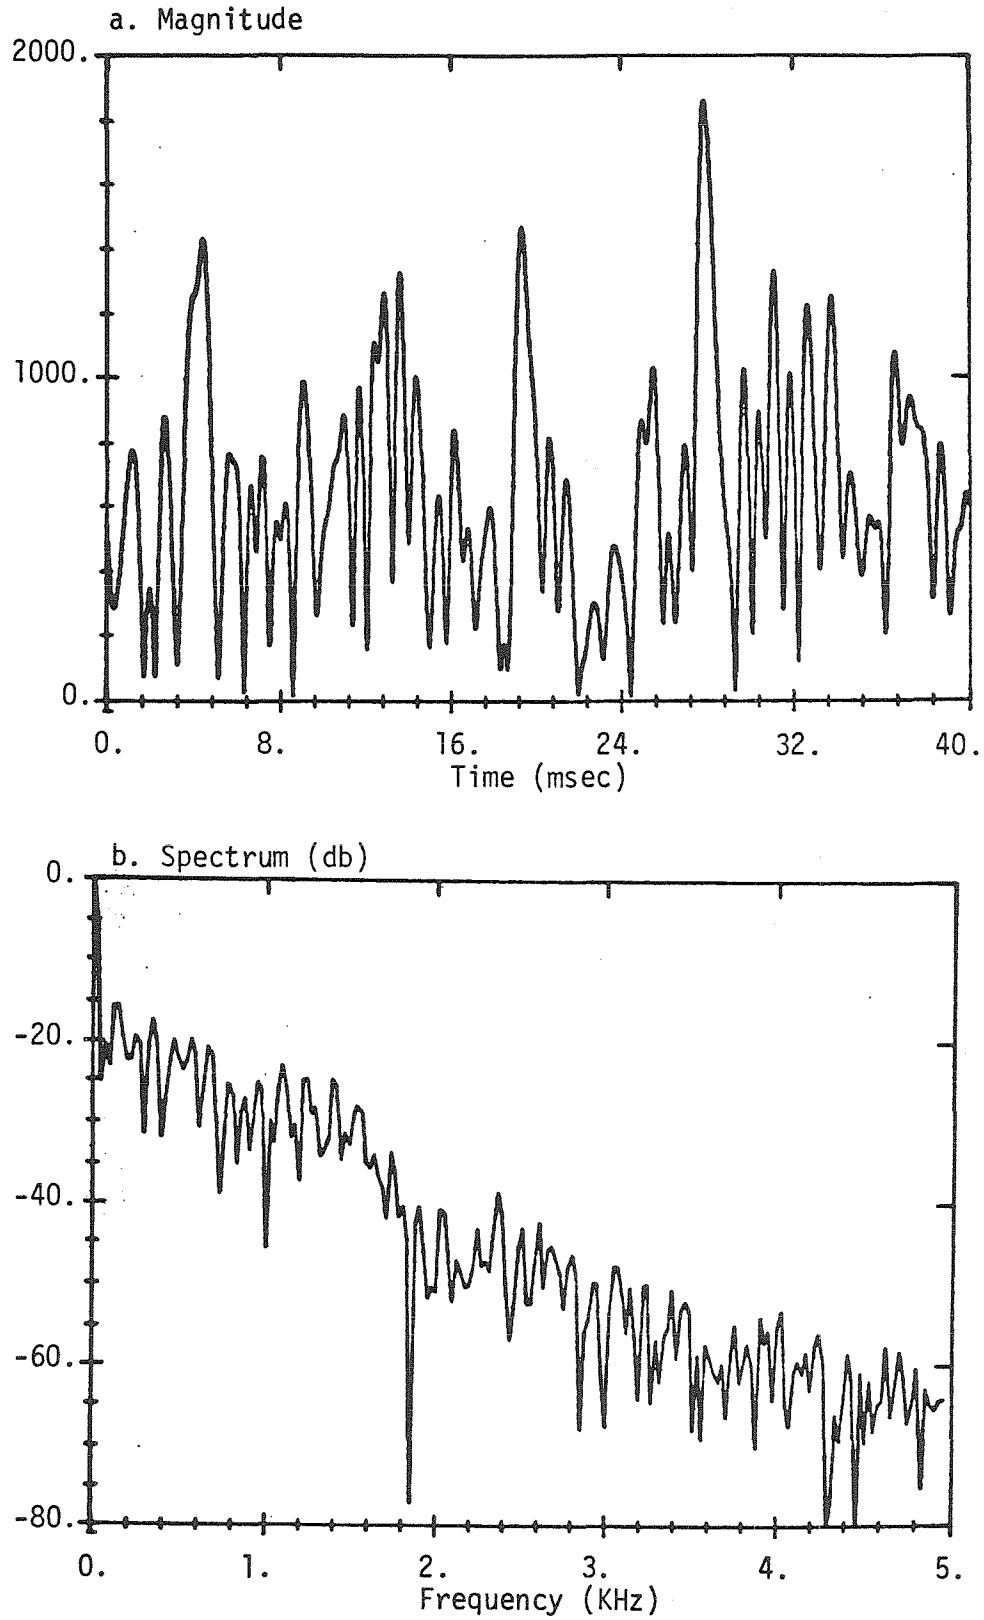 a. Magnitude
2000.
1000.
0.
0. 8. 16. 24. 32. 40.
Time (msec)
b. Spectrum (db)
0.
-20.
-40.
-60.
-80.
0. 1. 2. 3. 4. 5.
Frequency (KHz)